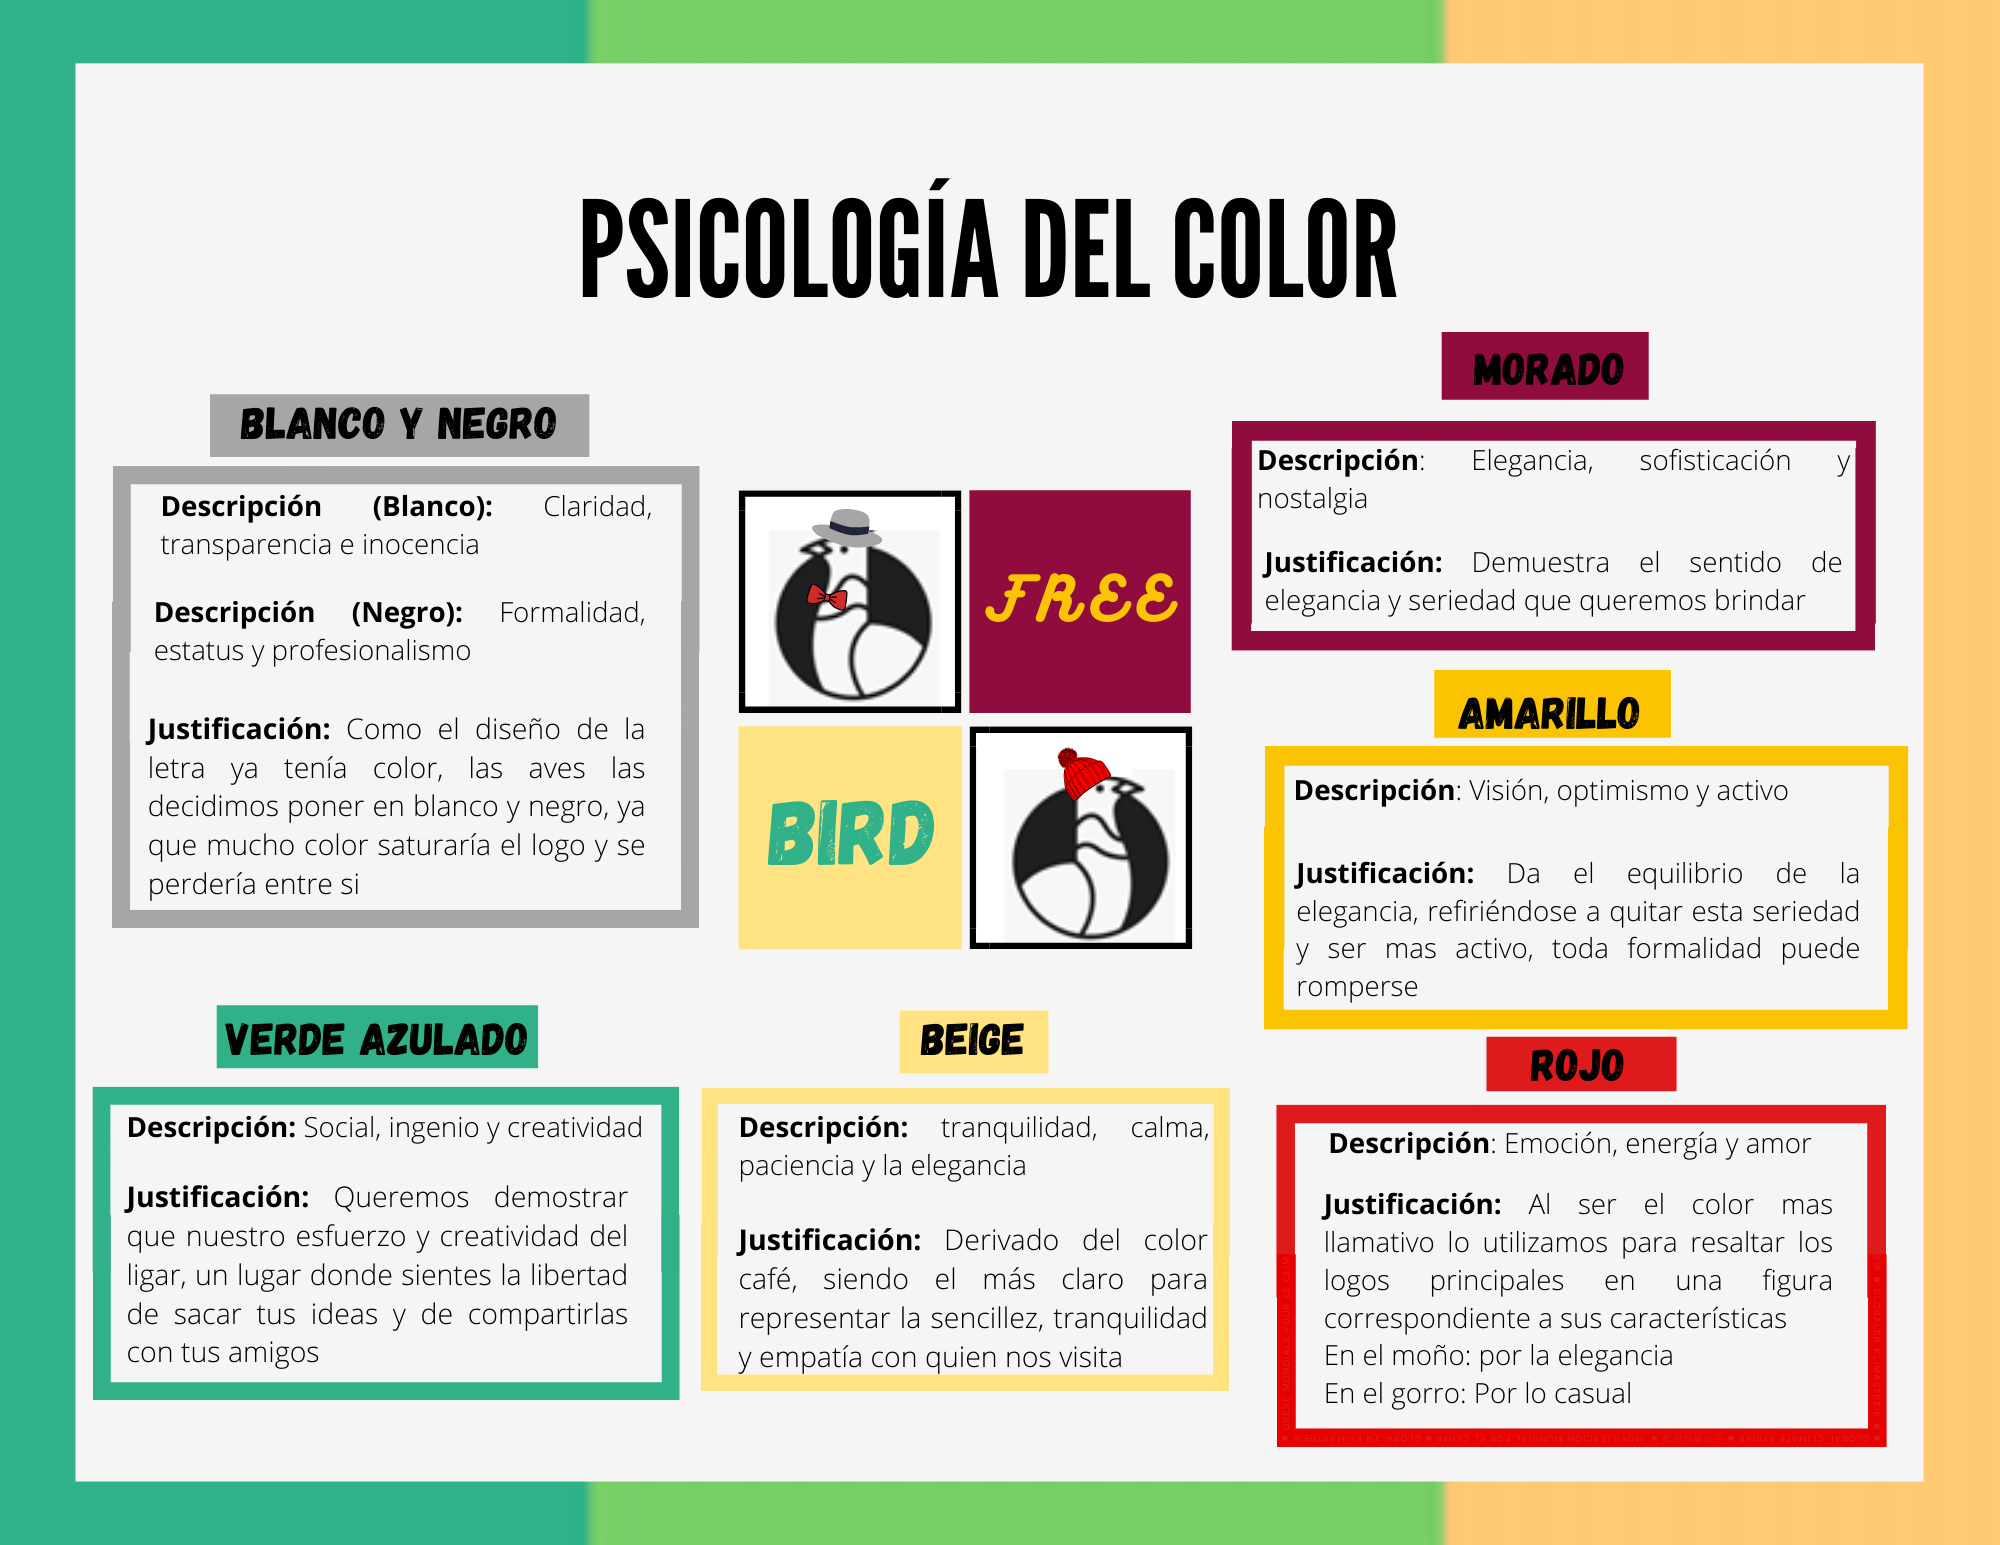 PSICOLOGÍA DEL COLOR
BLANCO Y NEGRO
Descripción (Blanco): Claridad,
transparencia e inocencia
Descripción (Negro): Formalidad,
estatus y profesionalismo
Justificación: Como el diseño de la
letra ya tenía color, las aves las
decidimos poner en blanco y negro, ya
que mucho color saturaría el logo y se
perdería entre si
FREE
BIRD
MORADO
Descripción: Elegancia, sofisticación y
nostalgia
Justificación: Demuestra el sentido de
elegancia y seriedad que queremos brindar
AMARILLO
Descripción: Visión, optimismo y activo
Justificación: Da el equilibrio de la
elegancia, refiriéndose a quitar esta seriedad
y ser mas activo, toda formalidad puede
romperse
VERDE AZULADO
Descripción: Social, ingenio y creatividad
Justificación: Queremos demostrar
que nuestro esfuerzo y creatividad del
ligar, un lugar donde sientes la libertad
de sacar tus ideas y de compartirlas
con tus amigos
BEIGE
Descripción: tranquilidad, calma,
paciencia y la elegancia
Justificación: Derivado del color
café, siendo el más claro para
representar la sencillez, tranquilidad
y empatía con quien nos visita
ROJO
Descripción: Emoción, energía y amor
Justificación: Al ser el color mas
llamativo lo utilizamos para resaltar los
logos principales en una figura
correspondiente a sus características
En el moño: por la elegancia
En el gorro: Por lo casual